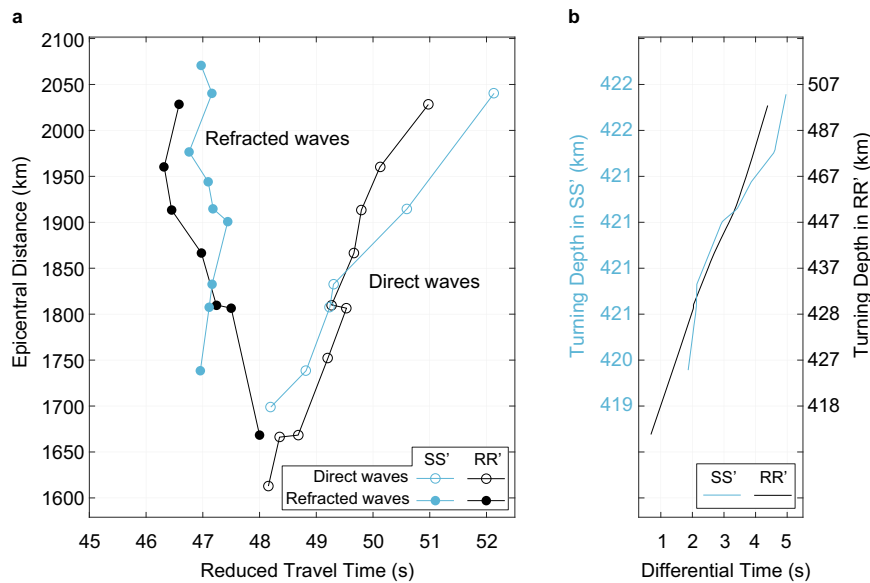 a
2100
2050
2000
1950
1900
1850
1800
1750
1700
1650
1600
Epicentral Distance (km)
Refracted waves
Direct waves
SS' RR'
Direct waves
Refracted waves
45 46 47 48 49 50 51 52
Reduced Travel Time (s)
b
Turning Depth in SS' (km)
422
422
421
421
421
421
420
419
507
487
467
447
437
428
427
418
Turning Depth in RR' (km)
SS' RR'
1 2 3 4 5
Differential Time (s)